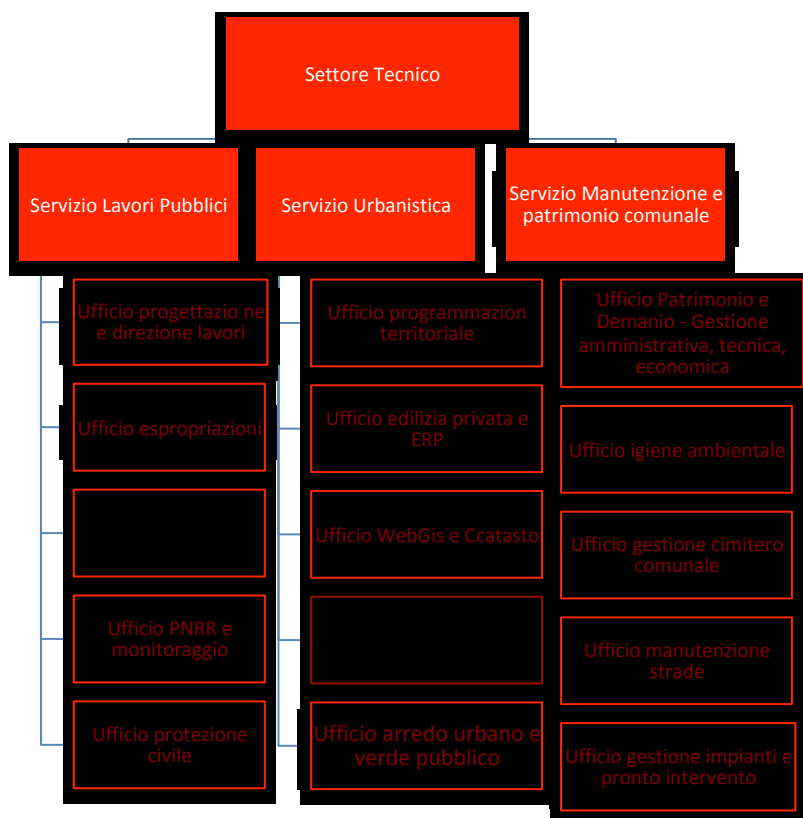 Settore Tecnico
Servizio Lavori Pubblici
Servizio Urbanistica
Servizio Manutenzione e
patrimonio comunale
Ufficio progettazio ne
e direzione lavori
Ufficio espropriazioni
Ufficio PNRR e
monitoraggio
Ufficio protezione
civile
Ufficio programmazion
territoriale
Ufficio edilizia privata e
ERP
Ufficio WebGis e Ccatasto
Ufficio arredo urbano e
verde pubblico
Ufficio Patrimonio e
Demanio - Gestione
amministrativa, tecnica,
economica
Ufficio igiene ambientale
Ufficio gestione cimitero
comunale
Ufficio manutenzione
strade
Ufficio gestione impianti e
pronto intervento